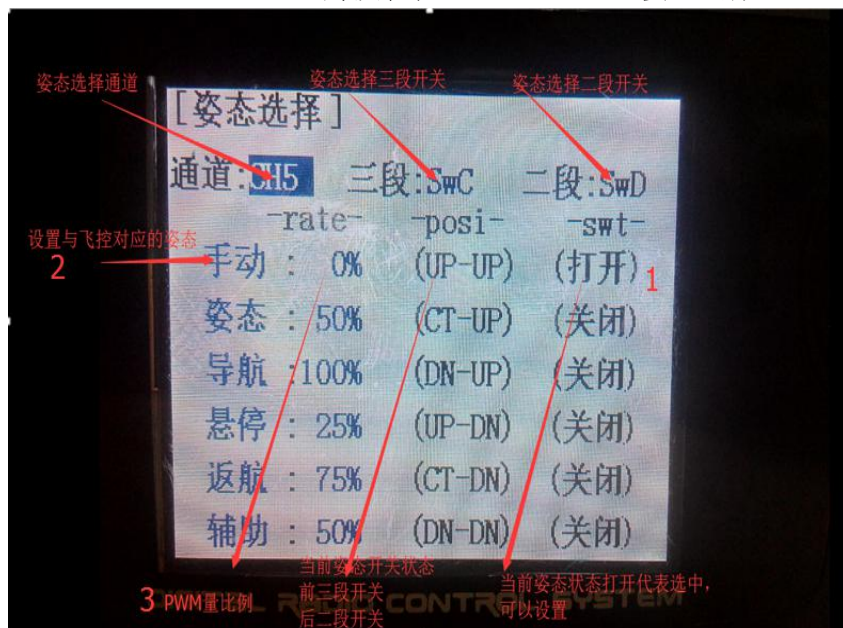 姿态选择通道
姿态选择三段开关
姿态选择二段开关
[姿态选择]
通道:CH5 三段:SwC 二段:SwD
-rate- -posi- -swt-
设置与飞控对应的姿态
2
手动 : 0% (UP-UP) (打开)
1
姿态 : 50% (CT-UP) (关闭)
导航 :100% (DN-UP) (关闭)
悬停 : 25% (UP-DN) (关闭)
返航 : 75% (CT-DN) (关闭)
辅助 : 50% (DN-DN) (关闭)
当前姿态开关状态
前三段开关
后二段开关
当前姿态状态打开代表选中,
可以设置
3 PWM量比例
CONTROL SYSTEM